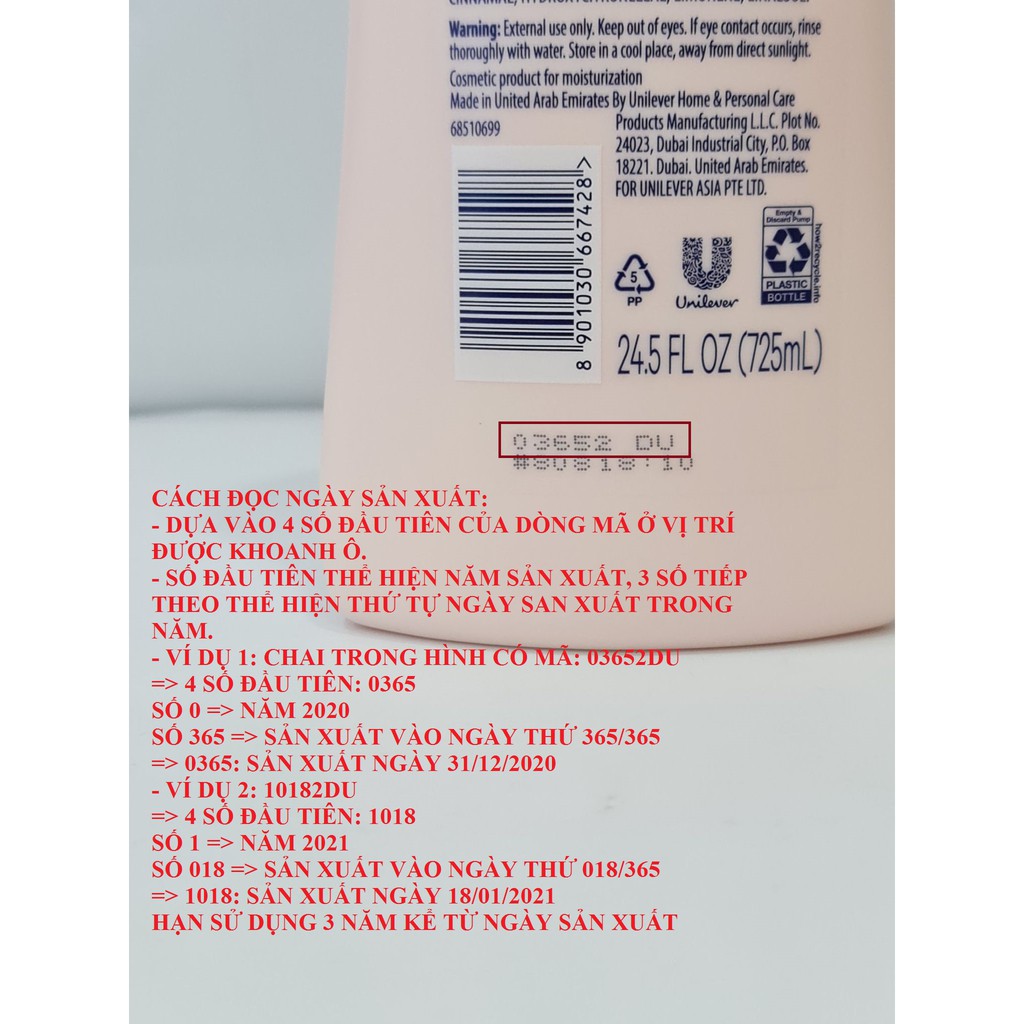 Warning: External use only. Keep out of eyes. If eye contact occurs, rinse
thoroughly with water. Store in a cool place, away from direct sunlight.
Cosmetic product for moisturization
Made in United Arab Emirates By Unilever Home & Personal Care
68510699
Products Manufacturing L.L.C. Plot No.
24023, Dubai Industrial City, P.O. Box
18221. Dubai. United Arab Emirates.
FOR UNILEVER ASIA PTE LTD.
8 901030 667428>
5
PP
Unilever
Empty &
Discard Pump
PLASTIC
BOTTLE
how2recycle.info
24.5 FL OZ (725mL)
03652 DU
#80818:10
CÁCH ĐỌC NGÀY SẢN XUẤT:
- DỰA VÀO 4 SỐ ĐẦU TIÊN CỦA DÒNG MÃ Ở VỊ TRÍ
ĐƯỢC KHOANH Ô.
- SỐ ĐẦU TIÊN THỂ HIỆN NĂM SẢN XUẤT, 3 SỐ TIẾP
THEO THỂ HIỆN THỨ TỰ NGÀY SAN XUẤT TRONG
NĂM.
- VÍ DỤ 1: CHAI TRONG HÌNH CÓ MÃ: 03652DU
=> 4 SỐ ĐẦU TIÊN: 0365
SỐ 0 => NĂM 2020
SỐ 365 => SẢN XUẤT VÀO NGÀY THỨ 365/365
=> 0365: SẢN XUẤT NGÀY 31/12/2020
- VÍ DỤ 2: 10182DU
=> 4 SỐ ĐẦU TIÊN: 1018
SỐ 1 => NĂM 2021
SỐ 018 => SẢN XUẤT VÀO NGÀY THỨ 018/365
=> 1018: SẢN XUẤT NGÀY 18/01/2021
HẠN SỬ DỤNG 3 NĂM KỂ TỪ NGÀY SẢN XUẤT